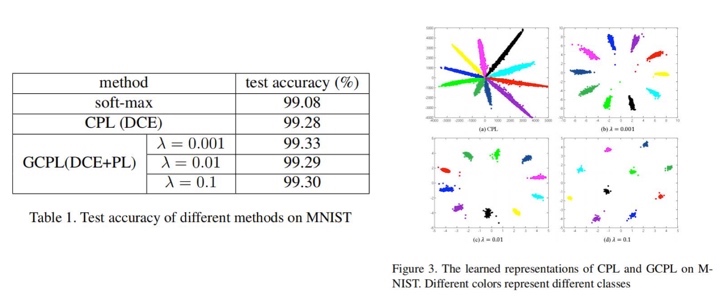 method test accuracy (%)
soft-max 99.08
CPL (DCE) 99.28
GCPL(DCE+PL) λ = 0.001 99.33
λ = 0.01 99.29
λ = 0.1 99.30
Table 1. Test accuracy of different methods on MNIST
(a) CPL
(b) λ = 0.001
(c) λ = 0.01
(d) λ = 0.1
Figure 3. The learned representations of CPL and GCPL on M-
NIST. Different colors represent different classes